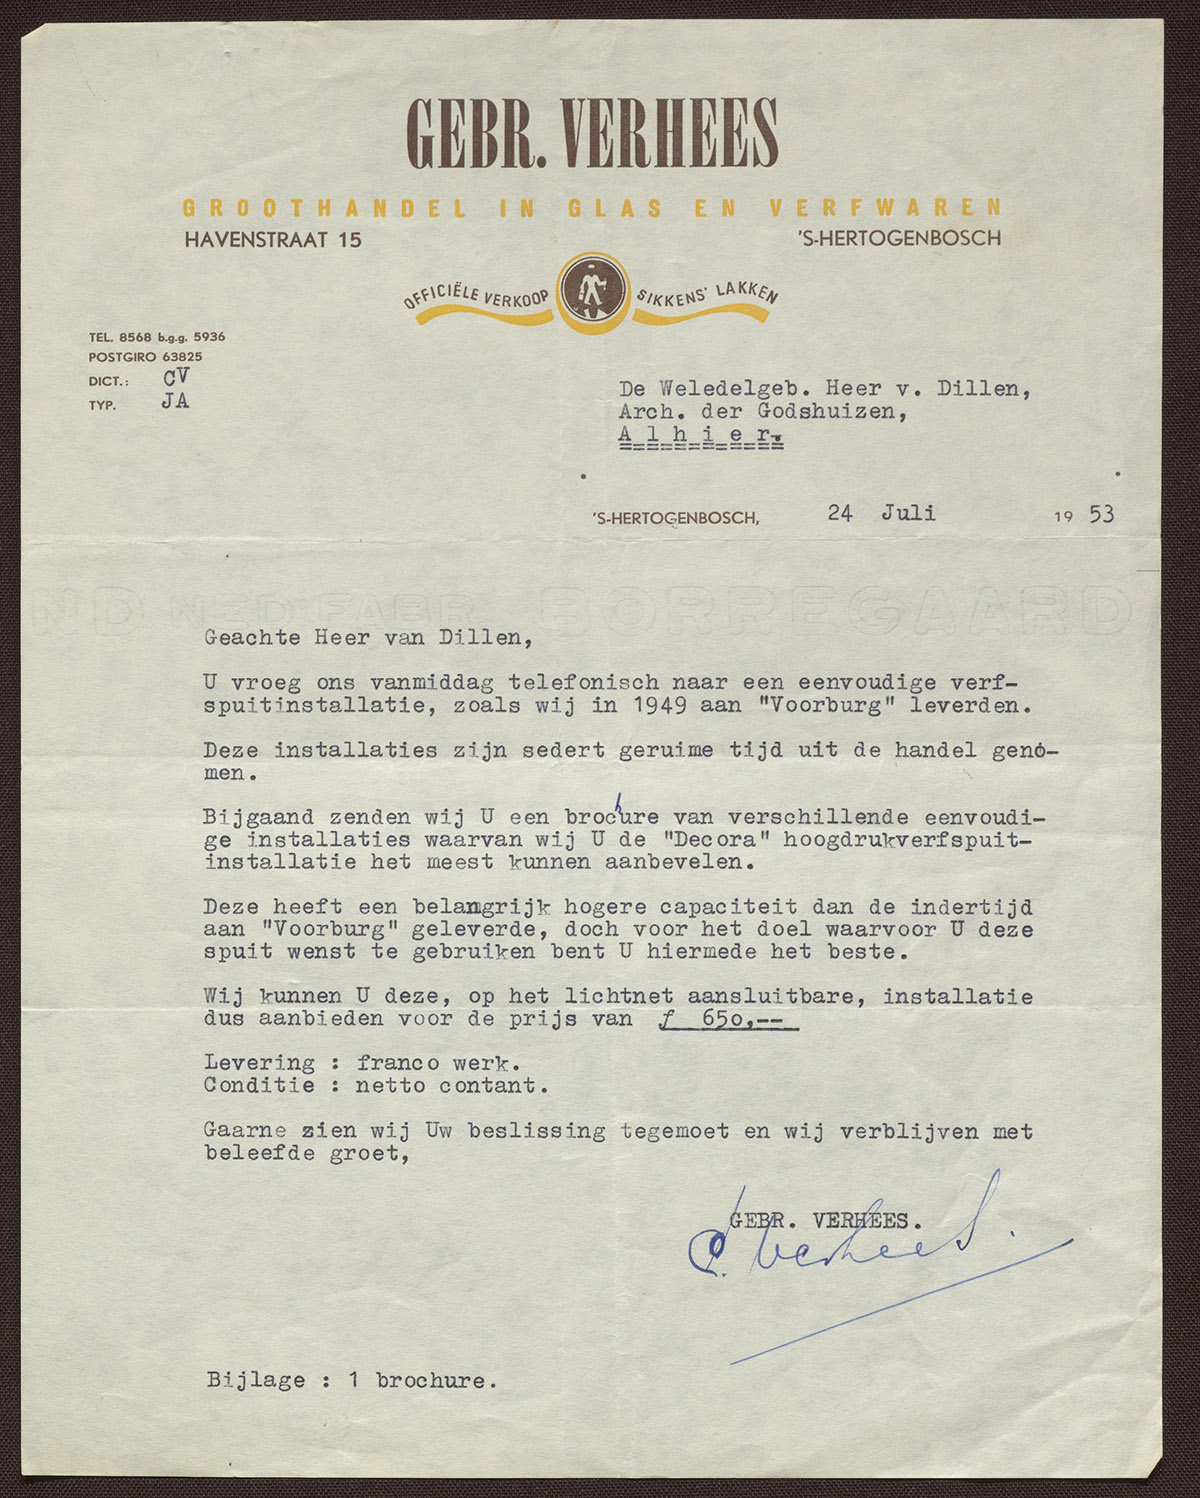 GEBR. VERHEES
GROOTHANDEL IN GLAS EN VERFWAREN
HAVENSTRAAT 15 'S-HERTOGENBOSCH
OFFICIËLE VERKOOP SIKKENS' LAKKEN
TEL. 8568 b.g.g. 5936
POSTGIRO 63825
DICT.: CV
TYP. JA
De Weledelgeb. Heer v. Dillen,
Arch. der Godshuizen,
Alhier.
'S-HERTOGENBOSCH, 24 Juli 1953
ND NED FABR BORREGAARD
Geachte Heer van Dillen,
U vroeg ons vanmiddag telefonisch naar een eenvoudige verf-
spuitinstallatie, zoals wij in 1949 aan "Voorburg" leverden.
Deze installaties zijn sedert geruime tijd uit de handel geno-
men.
Bijgaand zenden wij U een brochure van verschillende eenvoudi-
ge installaties waarvan wij U de "Decora" hoogdrukverfspuit-
installatie het meest kunnen aanbevelen.
Deze heeft een belangrijk hogere capaciteit dan de indertijd
aan "Voorburg" geleverde, doch voor het doel waarvoor U deze
spuit wenst te gebruiken bent U hiermede het beste.
Wij kunnen U deze, op het lichtnet aansluitbare, installatie
dus aanbieden voor de prijs van f 650,--
Levering : franco werk.
Conditie : netto contant.
Gaarne zien wij Uw beslissing tegemoet en wij verblijven met
beleefde groet,
GEBR. VERHEES.
C. Verhees.
Bijlage : 1 brochure.